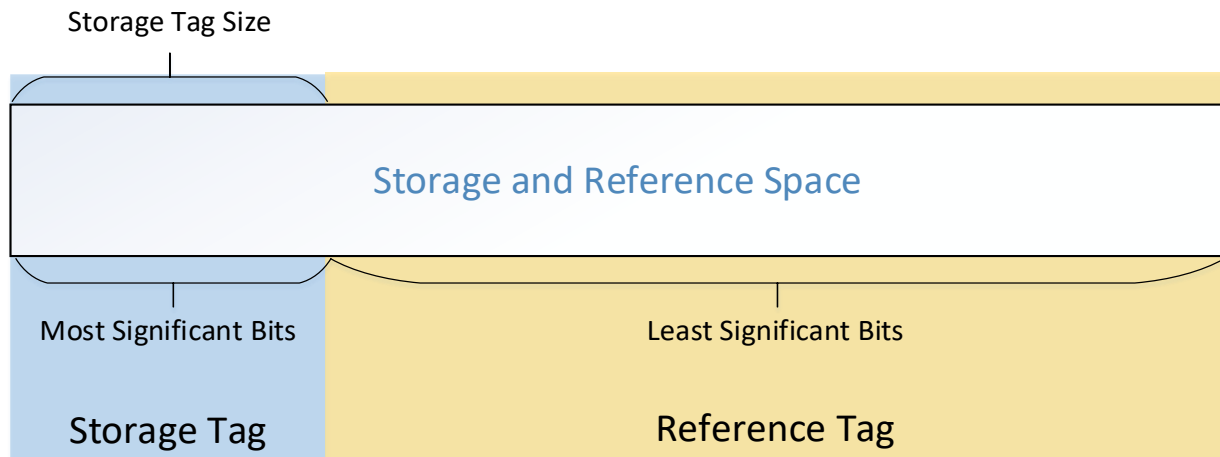 Storage Tag Size
Storage and Reference Space
Most Significant Bits
Least Significant Bits
Storage Tag
Reference Tag